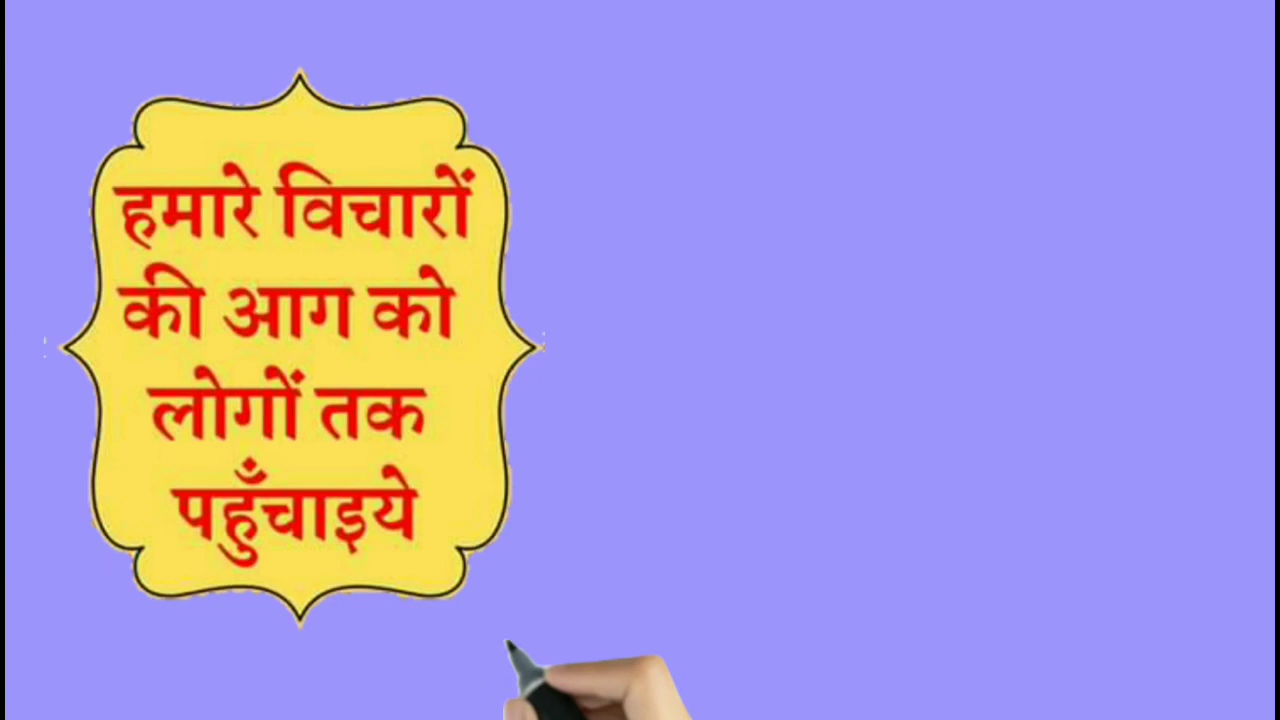 हमारे विचारों
की आग को
लोगों तक
पहुँचाइये